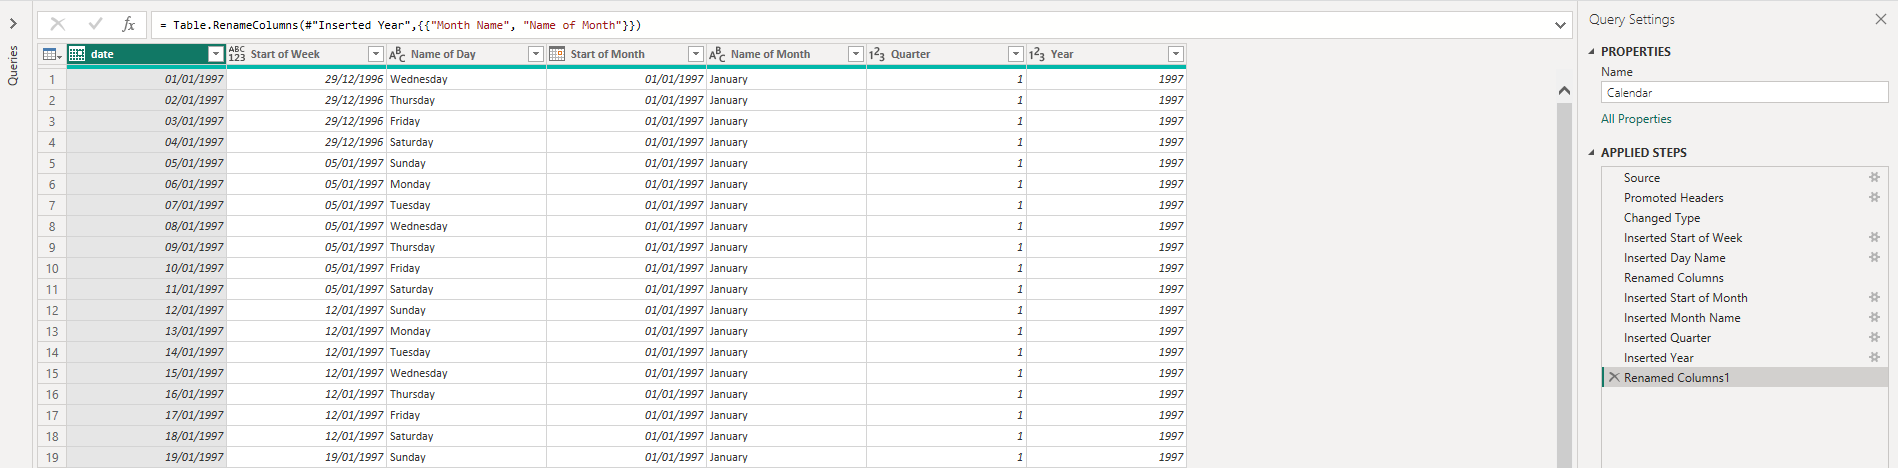 Queries
= Table.RenameColumns(#"Inserted Year",{{"Month Name", "Name of Month"}})
date ABC 123 Start of Week ABC Name of Day Start of Month ABC Name of Month 123 Quarter 123 Year
1 01/01/1997 29/12/1996 Wednesday 01/01/1997 January 1 1997
2 02/01/1997 29/12/1996 Thursday 01/01/1997 January 1 1997
3 03/01/1997 29/12/1996 Friday 01/01/1997 January 1 1997
4 04/01/1997 29/12/1996 Saturday 01/01/1997 January 1 1997
5 05/01/1997 05/01/1997 Sunday 01/01/1997 January 1 1997
6 06/01/1997 05/01/1997 Monday 01/01/1997 January 1 1997
7 07/01/1997 05/01/1997 Tuesday 01/01/1997 January 1 1997
8 08/01/1997 05/01/1997 Wednesday 01/01/1997 January 1 1997
9 09/01/1997 05/01/1997 Thursday 01/01/1997 January 1 1997
10 10/01/1997 05/01/1997 Friday 01/01/1997 January 1 1997
11 11/01/1997 05/01/1997 Saturday 01/01/1997 January 1 1997
12 12/01/1997 12/01/1997 Sunday 01/01/1997 January 1 1997
13 13/01/1997 12/01/1997 Monday 01/01/1997 January 1 1997
14 14/01/1997 12/01/1997 Tuesday 01/01/1997 January 1 1997
15 15/01/1997 12/01/1997 Wednesday 01/01/1997 January 1 1997
16 16/01/1997 12/01/1997 Thursday 01/01/1997 January 1 1997
17 17/01/1997 12/01/1997 Friday 01/01/1997 January 1 1997
18 18/01/1997 12/01/1997 Saturday 01/01/1997 January 1 1997
19 19/01/1997 19/01/1997 Sunday 01/01/1997 January 1 1997
Query Settings
PROPERTIES
Name
Calendar
All Properties
APPLIED STEPS
Source
Promoted Headers
Changed Type
Inserted Start of Week
Inserted Day Name
Renamed Columns
Inserted Start of Month
Inserted Month Name
Inserted Quarter
Inserted Year
Renamed Columns1